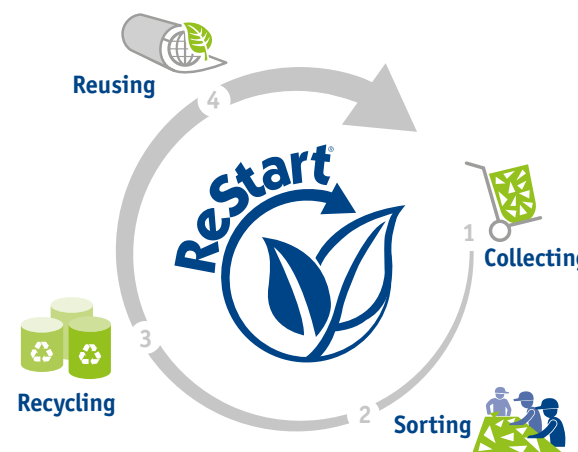 4
Reusing
ReStart®
1
Collecting
3
Recycling
2
Sorting